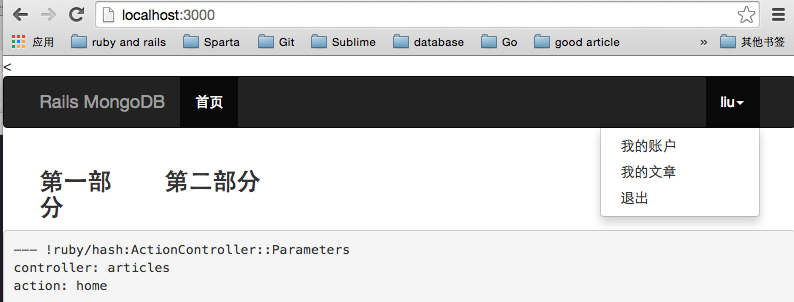 localhost:3000
应用 ruby and rails Sparta Git Sublime database Go good article » 其他书签
<
Rails MongoDB 首页 liu
我的账户
我的文章
退出
第一部分 第二部分
--- !ruby/hash:ActionController::Parameters
controller: articles
action: home